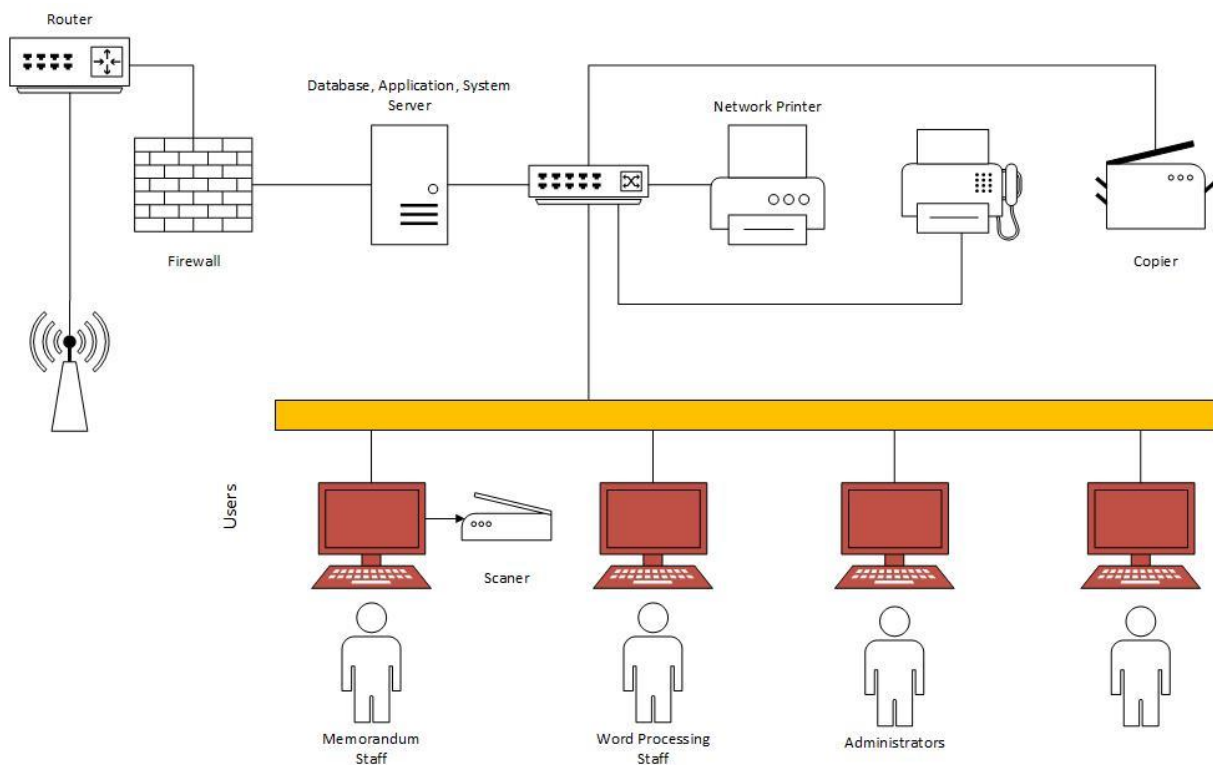 Router
Database, Application, System
Server
Network Printer
Firewall
Copier
Users
Scaner
Memorandum
Staff
Word Processing
Staff
Administrators